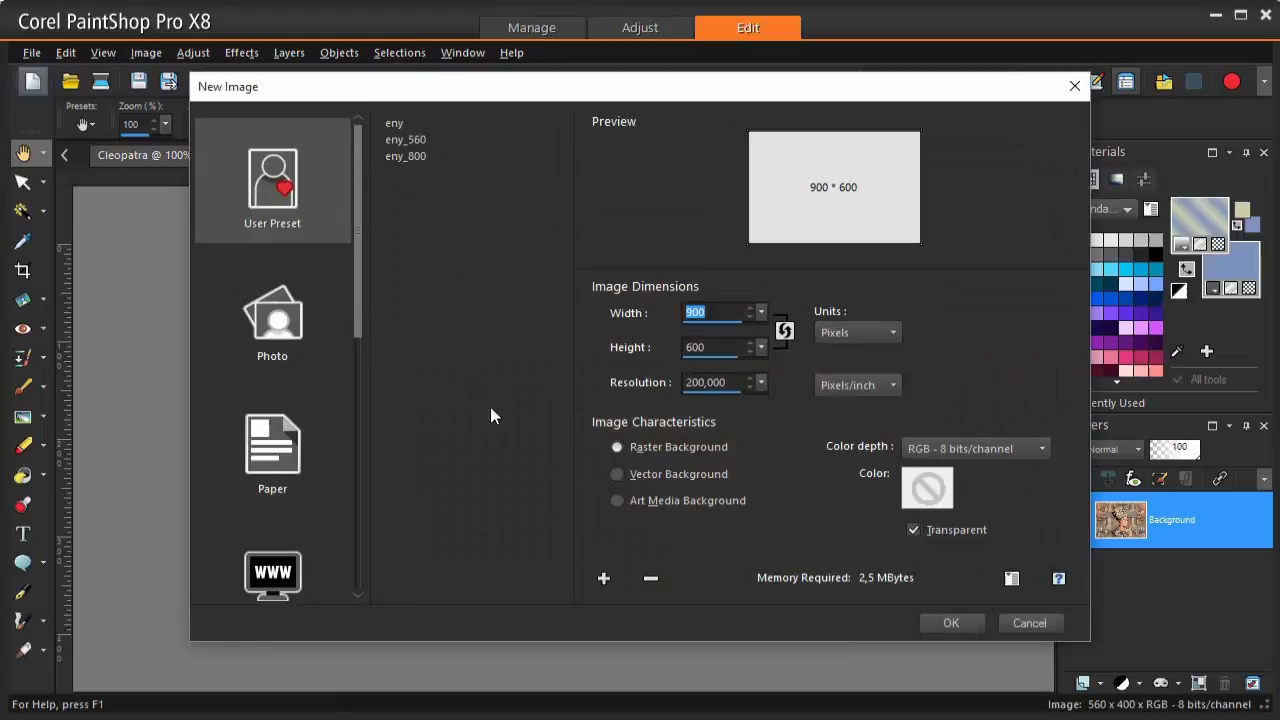 Corel PaintShop Pro X8
Manage
Adjust
Edit
File
Edit
View
Image
Adjust
Effects
Layers
Objects
Selections
Window
Help
Presets:
Zoom (%):
100
New Image
Cleopatra @ 100%
User Preset
Photo
Paper
WWW
eny
eny_560
eny_800
Preview
900 * 600
Image Dimensions
Width :
900
Units :
Pixels
Height :
600
Resolution :
200,000
Pixels/inch
Image Characteristics
Raster Background
Color depth :
RGB - 8 bits/channel
Vector Background
Color:
Art Media Background
Transparent
Memory Required:
2,5 MBytes
OK
Cancel
All tools
Normal
100
Background
For Help, press F1
Image: 560 x 400 x RGB - 8 bits/channel